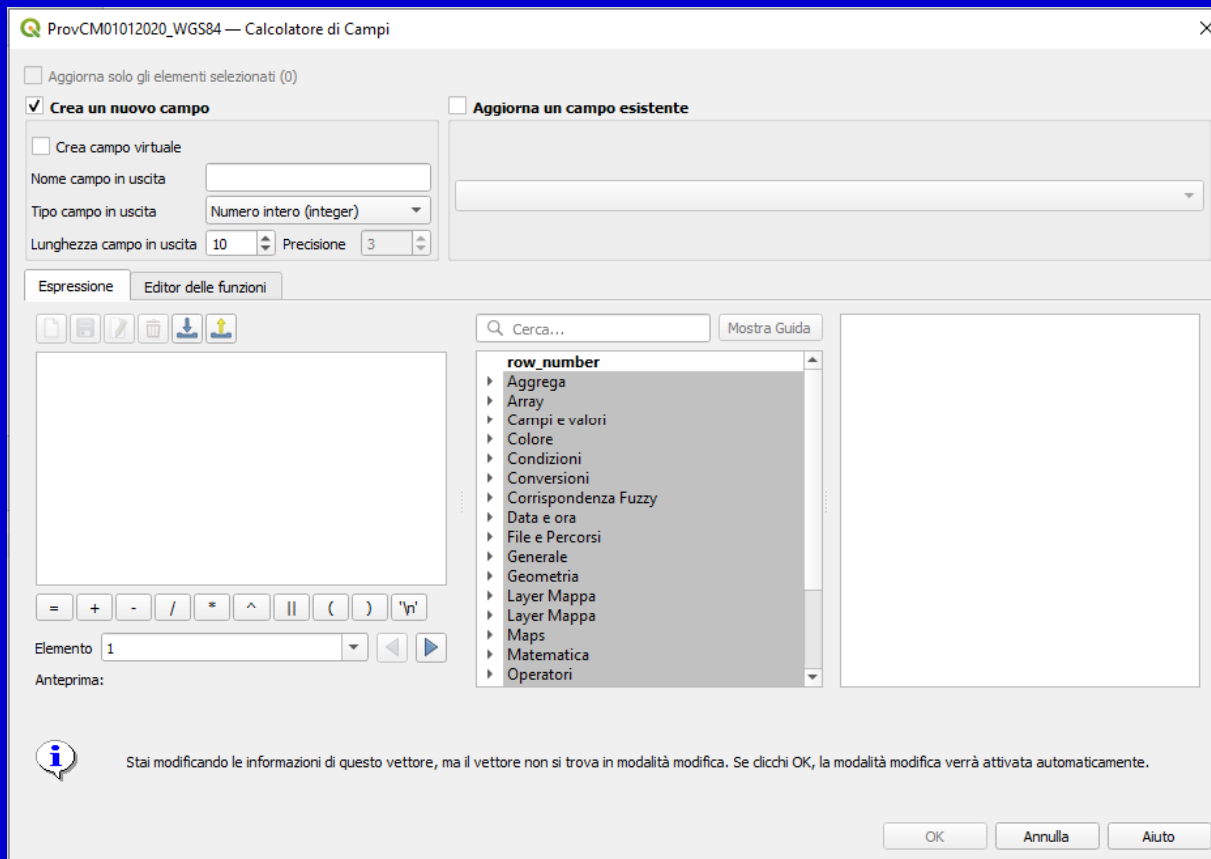 ProvCM01012020_WGS84 — Calcolatore di Campi
Aggiorna solo gli elementi selezionati (0)
Crea un nuovo campo
Aggiorna un campo esistente
Crea campo virtuale
Nome campo in uscita
Tipo campo in uscita Numero intero (integer)
Lunghezza campo in uscita 10 Precisione 3
Espressione Editor delle funzioni
Cerca... Mostra Guida
row_number
Aggrega
Array
Campi e valori
Colore
Condizioni
Conversioni
Corrispondenza Fuzzy
Data e ora
File e Percorsi
Generale
Geometria
Layer Mappa
Layer Mappa
Maps
Matematica
Operatori
= + - / * ^ || ( ) '\n'
Elemento 1
Anteprima:
Stai modificando le informazioni di questo vettore, ma il vettore non si trova in modalità modifica. Se clicchi OK, la modalità modifica verrà attivata automaticamente.
OK Annulla Aiuto